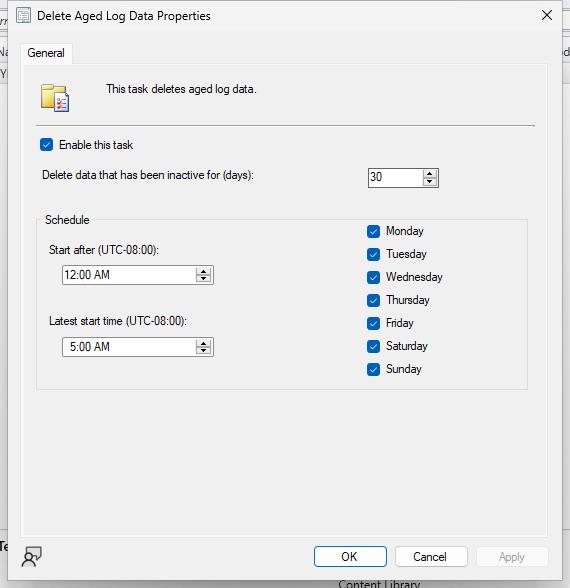 Delete Aged Log Data Properties
General
This task deletes aged log data.
Enable this task
Delete data that has been inactive for (days):
30
Schedule
Start after (UTC-08:00):
12:00 AM
Latest start time (UTC-08:00):
5:00 AM
Monday
Tuesday
Wednesday
Thursday
Friday
Saturday
Sunday
OK
Cancel
Apply
Content Library